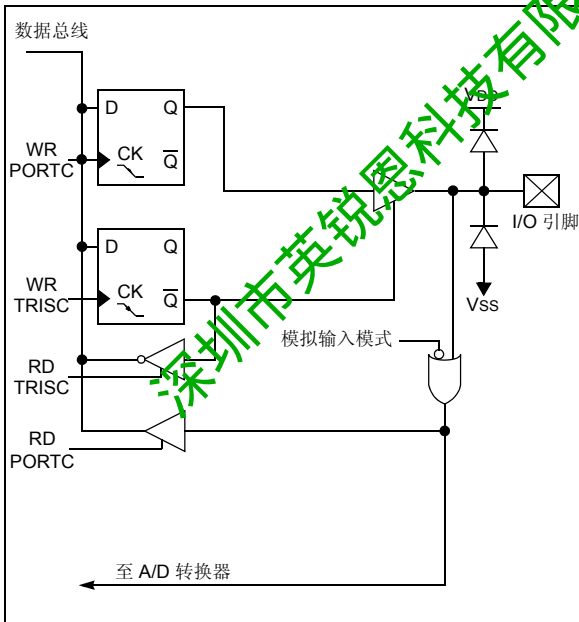 数据总线
VDD
D Q
WR
PORTC
CK Q
I/O 引脚
D Q
WR
TRISC
CK Q
VSS
模拟输入模式
RD
TRISC
RD
PORTC
至 A/D 转换器
深圳市英锐恩科技有限